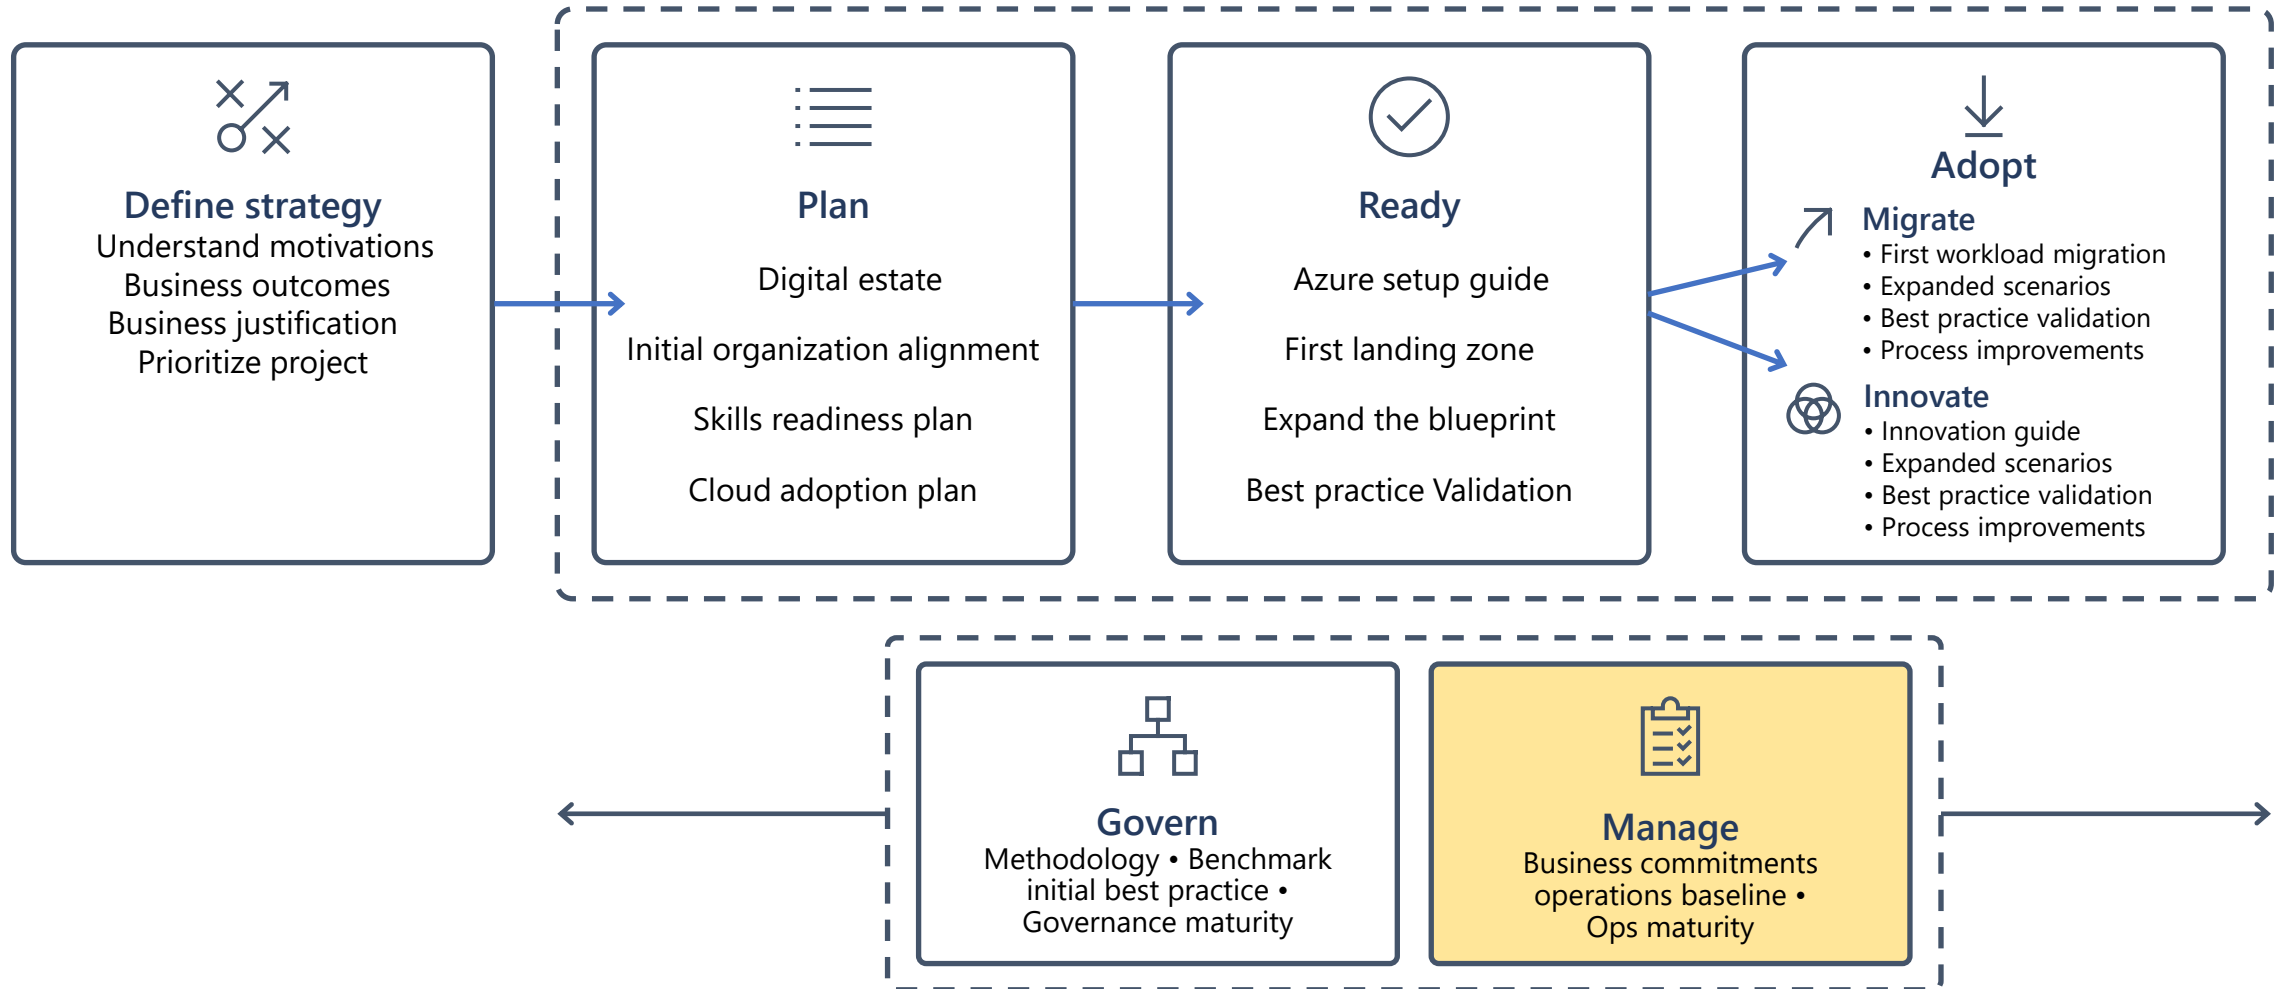 Define strategy
Understand motivations
Business outcomes
Business justification
Prioritize project
Plan
Digital estate
Initial organization alignment
Skills readiness plan
Cloud adoption plan
Ready
Azure setup guide
First landing zone
Expand the blueprint
Best practice Validation
Adopt
Migrate
• First workload migration
• Expanded scenarios
• Best practice validation
• Process improvements
Innovate
• Innovation guide
• Expanded scenarios
• Best practice validation
• Process improvements
Govern
Methodology • Benchmark
initial best practice •
Governance maturity
Manage
Business commitments
operations baseline •
Ops maturity